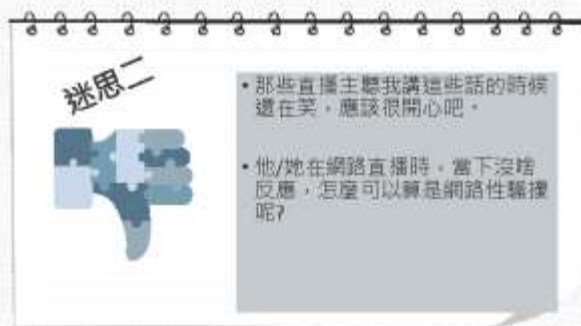 迷思二
• 那些直播主聽我講這些話的時候
還在笑，應該很開心吧。
• 他/她在網路直播時，當下沒啥
反應，怎麼可以算是網路性騷擾
呢?